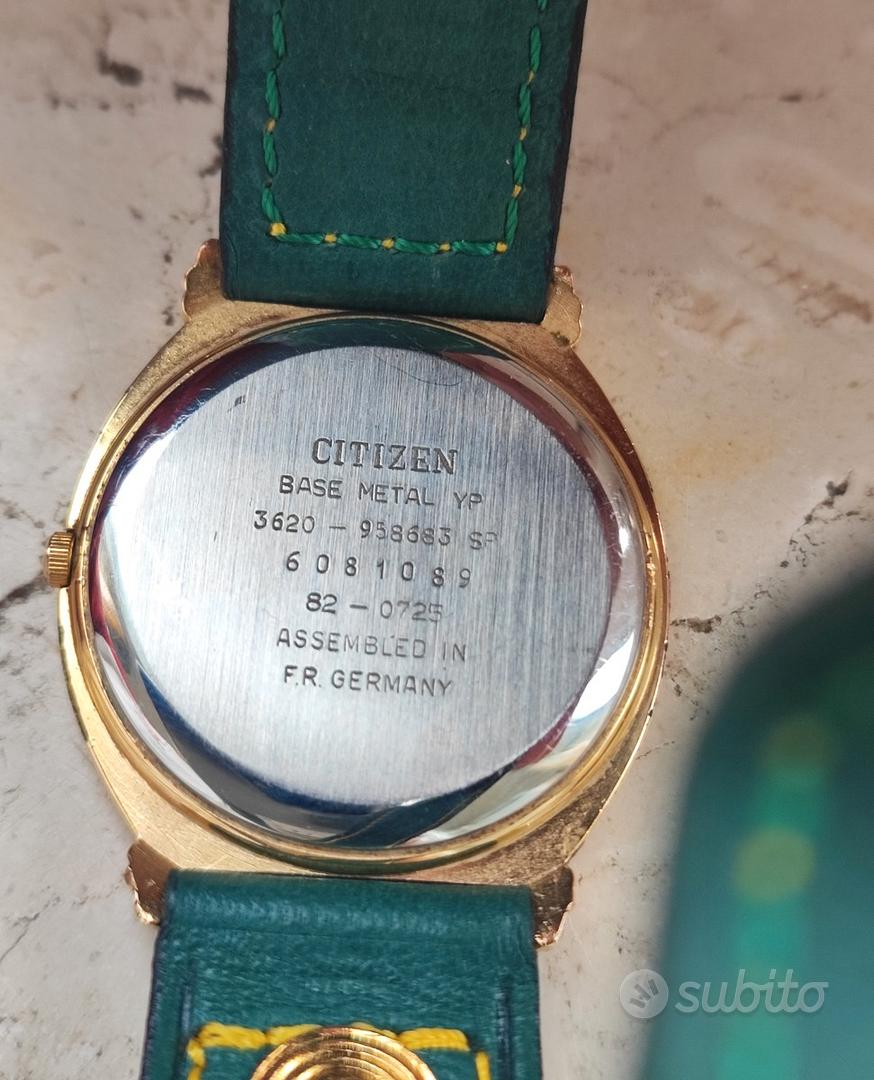 CITIZEN
BASE METAL YP
3620 - 958683 SP
6081089
82 - 0725
ASSEMBLED IN
F.R. GERMANY
subito